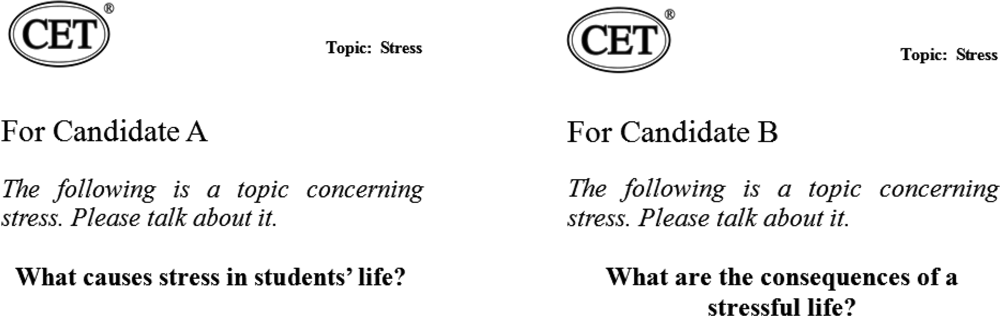 CET®
Topic: Stress
For Candidate A
The following is a topic concerning
stress. Please talk about it.
What causes stress in students’ life?
CET®
Topic: Stress
For Candidate B
The following is a topic concerning
stress. Please talk about it.
What are the consequences of a
stressful life?